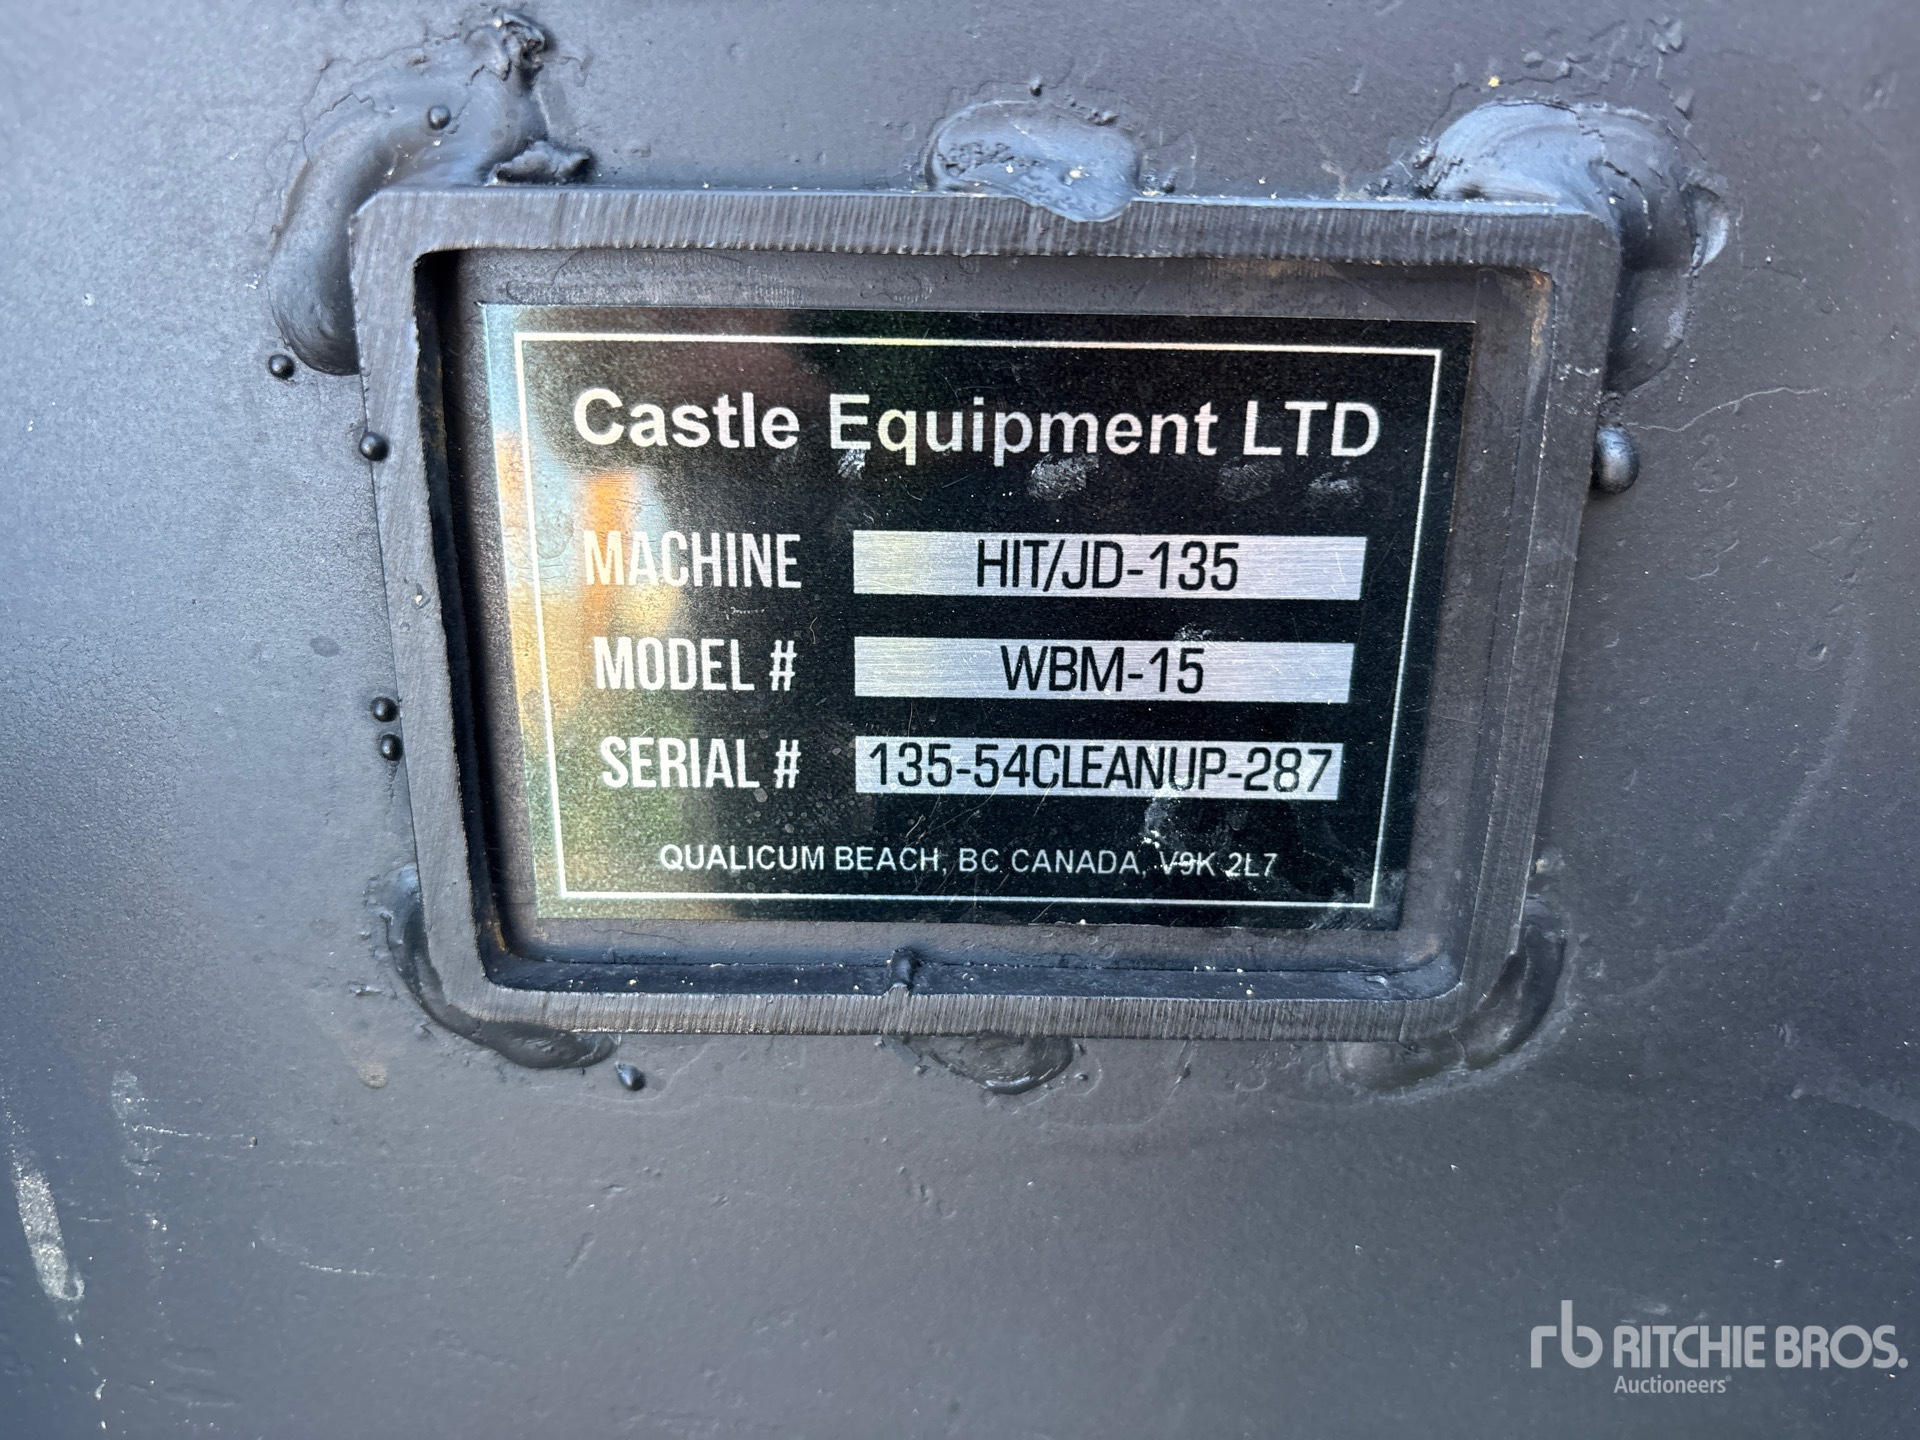 Castle Equipment LTD
MACHINE HIT/JD-135
MODEL # WBM-15
SERIAL # 135-54CLEANUP-287
QUALICUM BEACH, BC CANADA, V9K 2L7
rb RITCHIE BROS.
Auctioneers